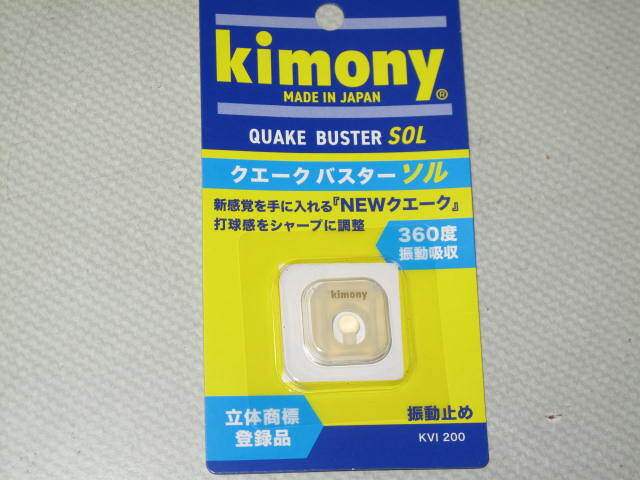 kimony®
MADE IN JAPAN
QUAKE BUSTER SOL
クエーク バスター ソル
新感覚を手に入れる『NEWクエーク』
打球感をシャープに調整
360度
振動吸収
kimony
立体商標
登録品
振動止め
KVI 200